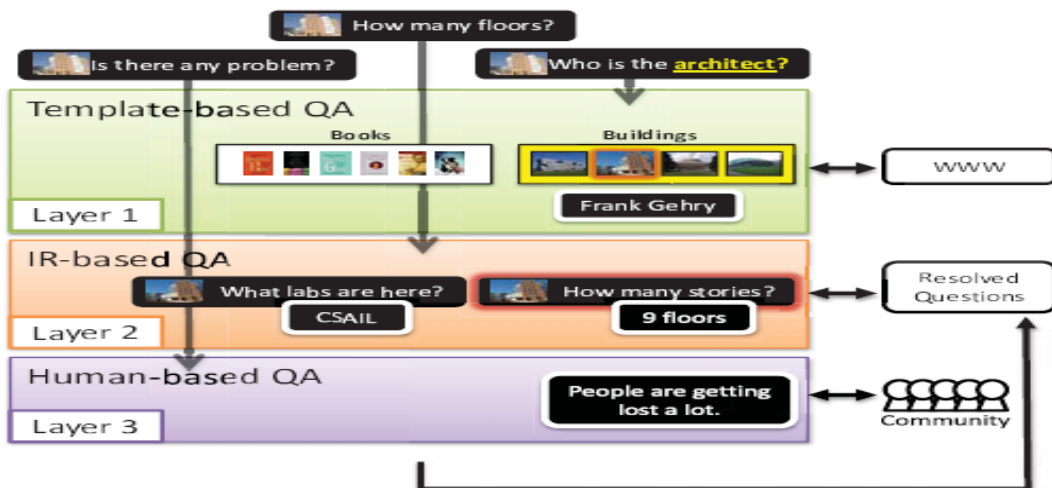 How many floors?
Is there any problem?
Who is the architect?
Template-based QA
Books
Buildings
Frank Gehry
WWW
Layer 1
IR-based QA
What labs are here?
How many stories?
CSAIL
9 floors
Resolved
Questions
Layer 2
Human-based QA
People are getting
lost a lot.
Community
Layer 3